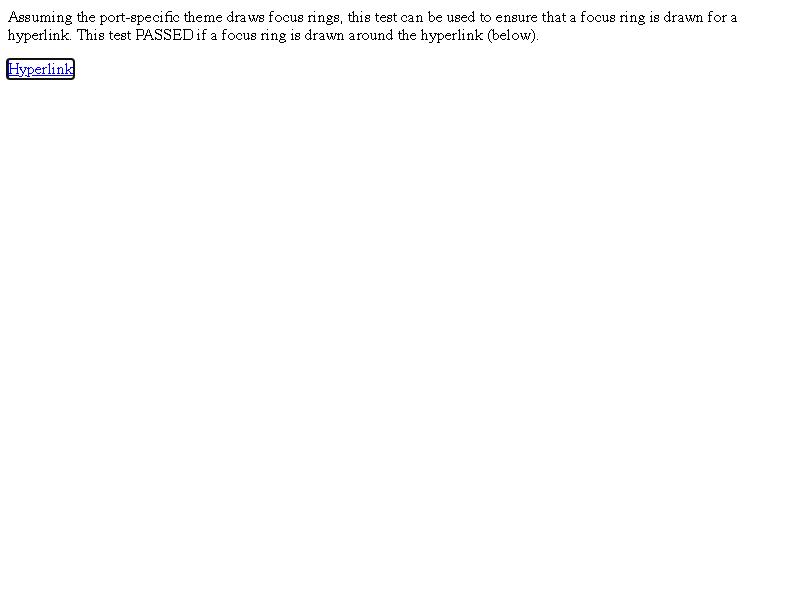 Assuming the port-specific theme draws focus rings, this test can be used to ensure that a focus ring is drawn for a
hyperlink. This test PASSED if a focus ring is drawn around the hyperlink (below).
Hyperlink